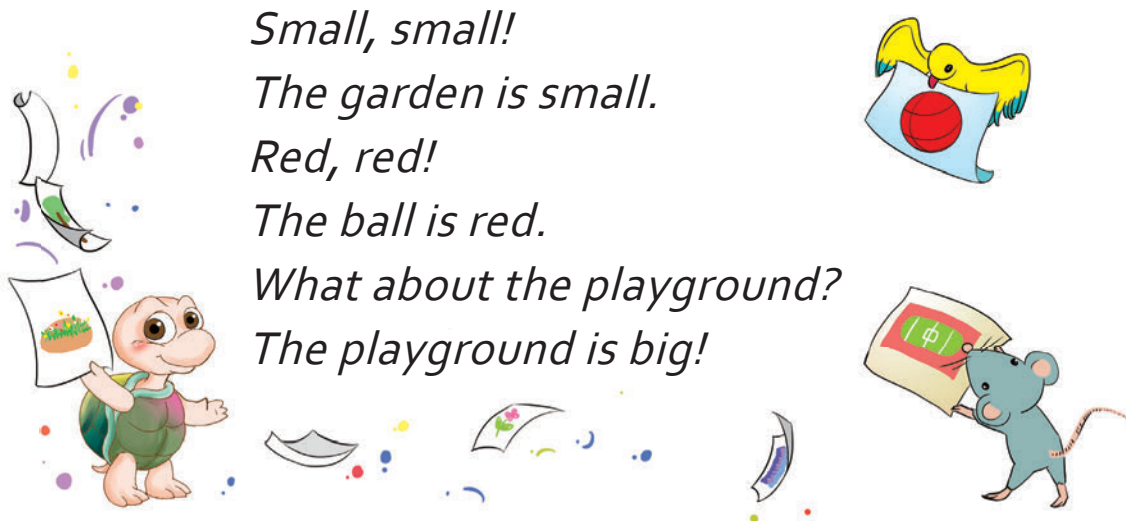 Small, small!
The garden is small.
Red, red!
The ball is red.
What about the playground?
The playground is big!